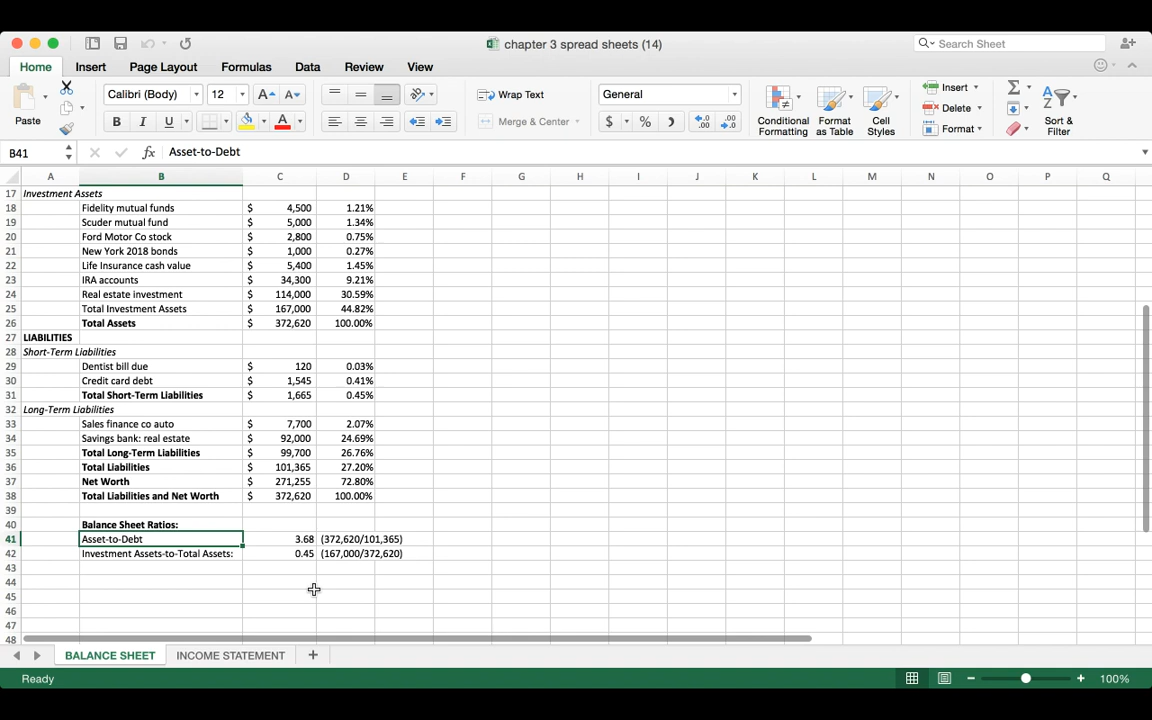 chapter 3 spread sheets (14)
Search Sheet
Home Insert Page Layout Formulas Data Review View
Paste
Calibri (Body) 12
A A
Wrap Text
General
Insert
Delete
Format
B I U A
Merge & Center
$ %
Conditional Formatting
Format as Table
Cell Styles
Sort & Filter
B41 fx Asset-to-Debt
A B C D E F G H I J K L M N O P Q
17 Investment Assets
18 Fidelity mutual funds $ 4,500 1.21%
19 Scuder mutual fund $ 5,000 1.34%
20 Ford Motor Co stock $ 2,800 0.75%
21 New York 2018 bonds $ 1,000 0.27%
22 Life Insurance cash value $ 5,400 1.45%
23 IRA accounts $ 34,300 9.21%
24 Real estate investment $ 114,000 30.59%
25 Total Investment Assets $ 167,000 44.82%
26 Total Assets $ 372,620 100.00%
27 LIABILITIES
28 Short-Term Liabilities
29 Dentist bill due $ 120 0.03%
30 Credit card debt $ 1,545 0.41%
31 Total Short-Term Liabilities $ 1,665 0.45%
32 Long-Term Liabilities
33 Sales finance co auto $ 7,700 2.07%
34 Savings bank: real estate $ 92,000 24.69%
35 Total Long-Term Liabilities $ 99,700 26.76%
36 Total Liabilities $ 101,365 27.20%
37 Net Worth $ 271,255 72.80%
38 Total Liabilities and Net Worth $ 372,620 100.00%
39
40 Balance Sheet Ratios:
41 Asset-to-Debt 3.68 (372,620/101,365)
42 Investment Assets-to-Total Assets: 0.45 (167,000/372,620)
43
44
45
46
47
48
BALANCE SHEET INCOME STATEMENT +
Ready 100%